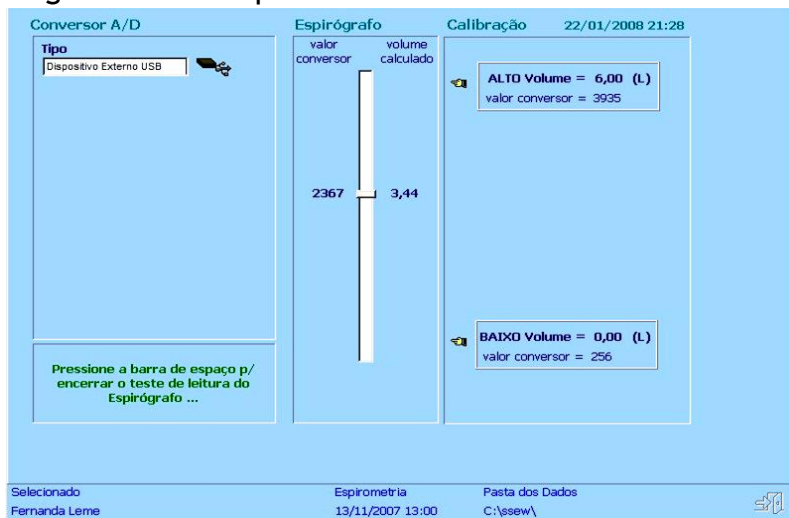 Conversor A/D
Tipo
Dispositivo Externo USB
Pressione a barra de espaço p/
encerrar o teste de leitura do
Espirógrafo ...
Espirógrafo
valor volume
conversor calculado
2367 3,44
Calibração 22/01/2008 21:28
ALTO Volume = 6,00 (L)
valor conversor = 3935
BAIXO Volume = 0,00 (L)
valor conversor = 256
Selecionado Espirometria Pasta dos Dados
Fernanda Leme 13/11/2007 13:00 C:\ssew\